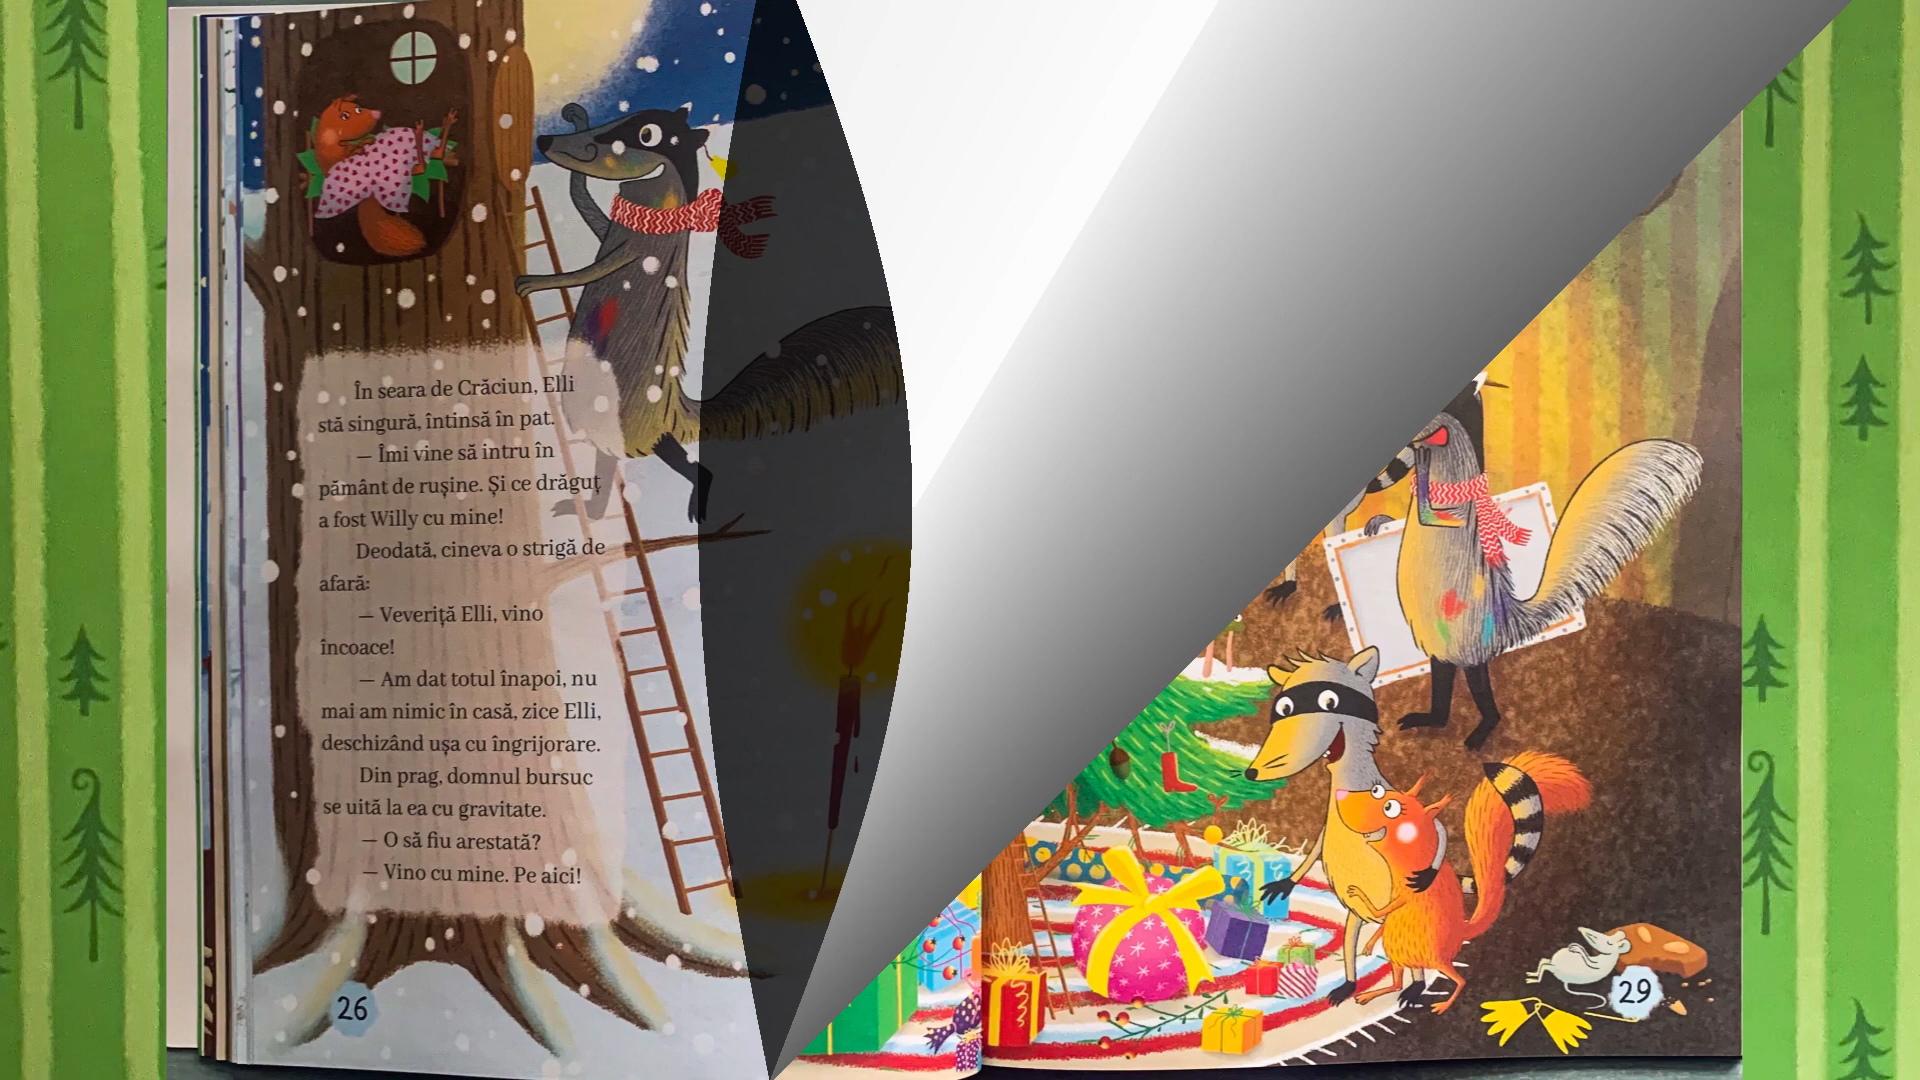 În seara de Crăciun, Elli
stă singură, întinsă în pat.
— Îmi vine să intru în
pământ de rușine. Și ce drăguț
a fost Willy cu mine!
Deodată, cineva o strigă de
afară:
— Veveriță Elli, vino
încoace!
— Am dat totul înapoi, nu
mai am nimic în casă, zice Elli,
deschizând ușa cu îngrijorare.
Din prag, domnul bursuc
se uită la ea cu gravitate.
— O să fiu arestată?
— Vino cu mine. Pe aici!
26
29